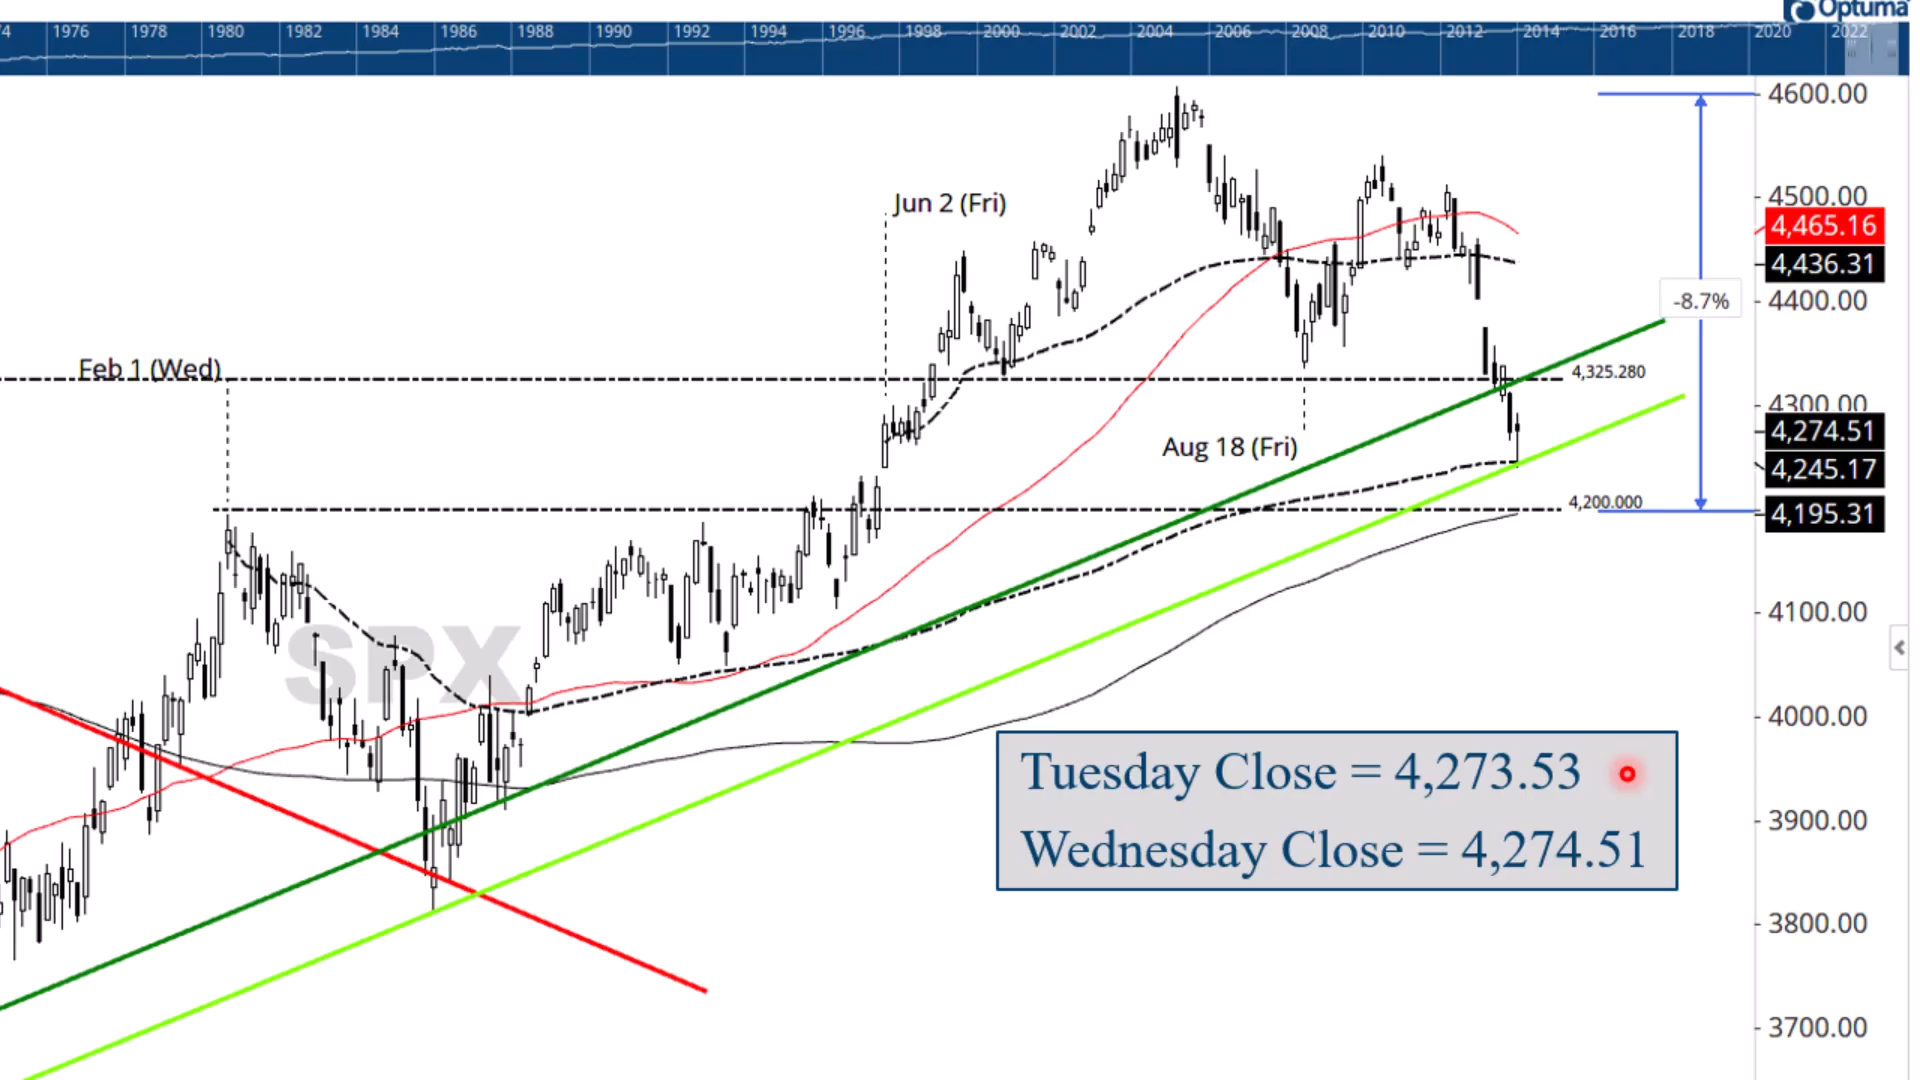 Optuma
74 1976 1978 1980 1982 1984 1986 1988 1990 1992 1994 1996 1998 2000 2002 2004 2006 2008 2010 2012 2014 2016 2018 2020 2022
4600.00
Jun 2 (Fri)
4500.00
4,465.16
4,436.31
-8.7%
4400.00
Feb 1 (Wed)
4,325.280
4300.00
4,274.51
Aug 18 (Fri)
4,245.17
4,200.000
4,195.31
4100.00
SPX
4000.00
Tuesday Close = 4,273.53
3900.00
Wednesday Close = 4,274.51
3800.00
3700.00